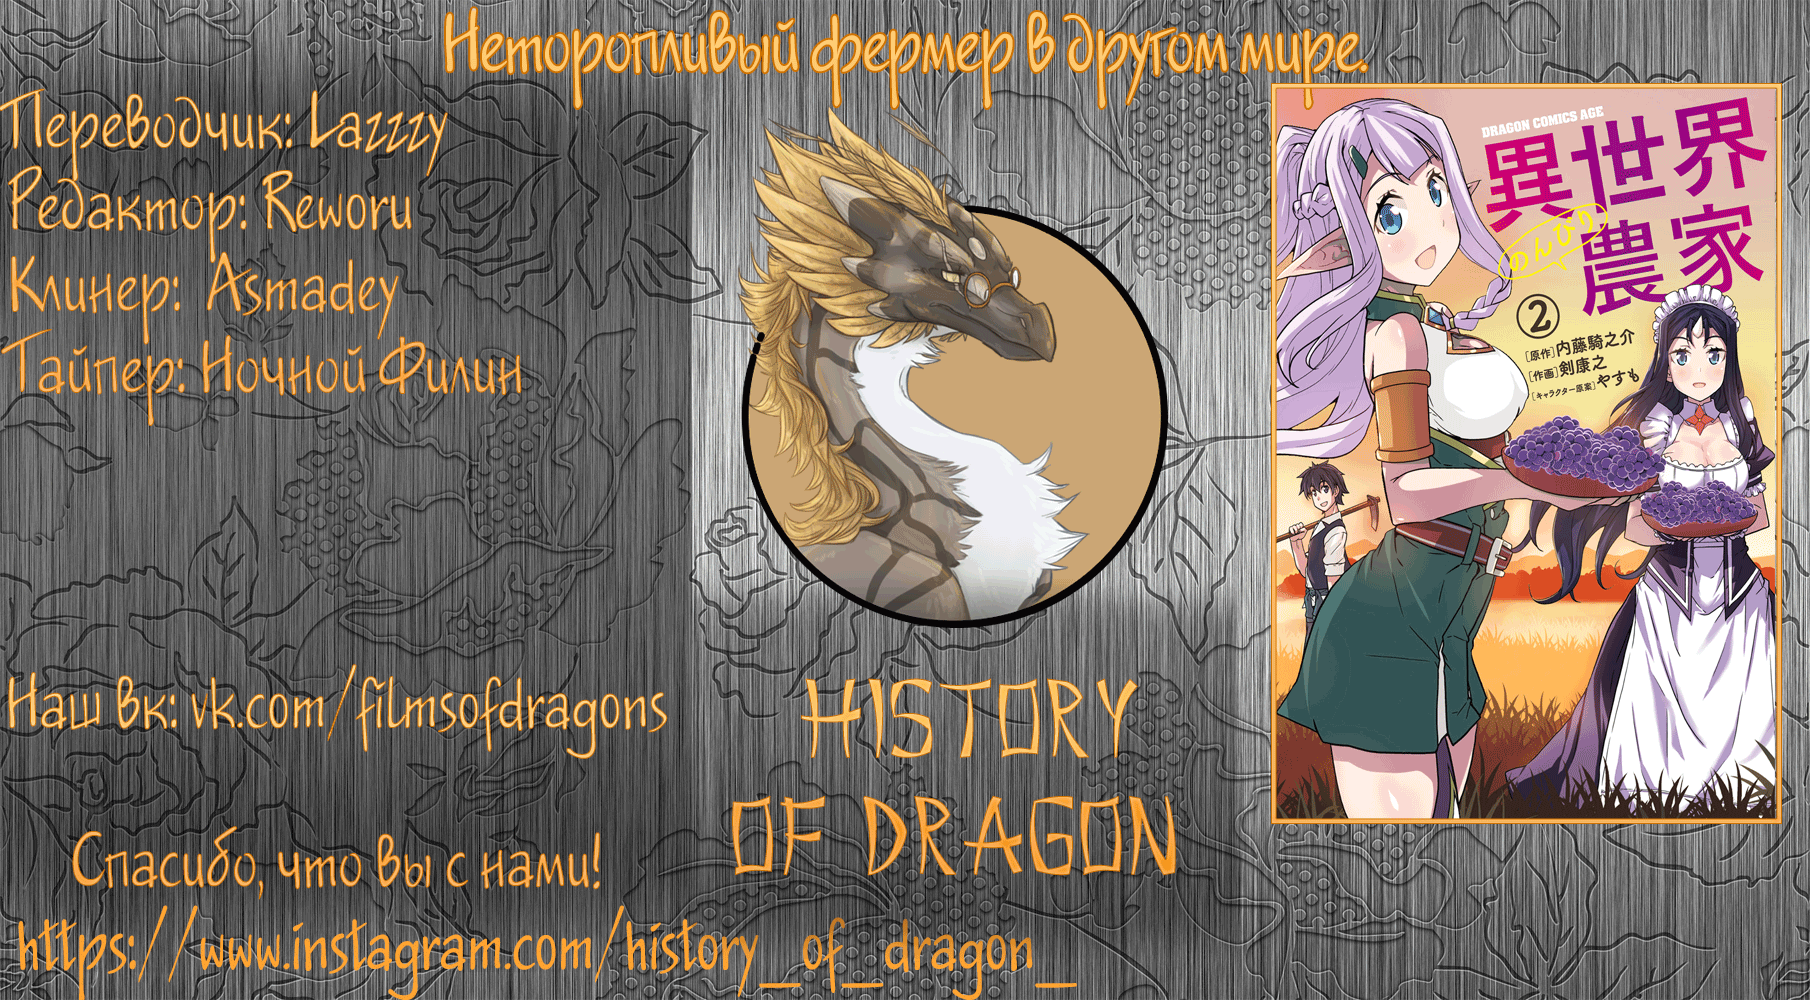 Неторопливый фермер в другом мире.
Переводчик: Lazzzy
Редактор: Reworu
Клинер: Asmadey
Тайпер: Ночной Филин
Наш вк: vk.com/filmsofdragons
Спасибо, что вы с нами!
https://www.instagram.com/history_of_dragon_
HISTORY
OF DRAGON
DRAGON COMICS AGE
異世界
のんびり
農家
2
[原作]内藤騎之介
[作画]剣康之
[キャラクター原案]やすも